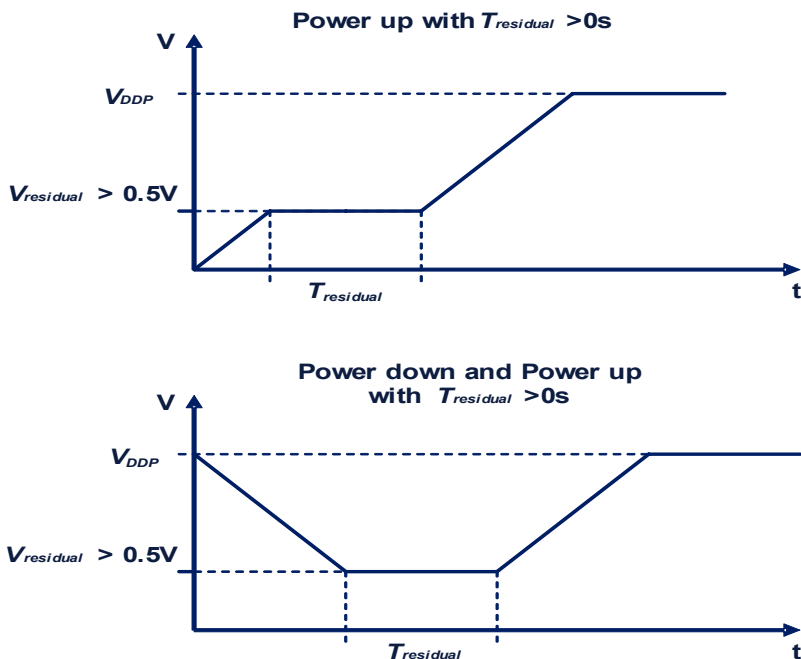 Power up with Tresidual >0s
V
VDDP
Vresidual > 0.5V
Tresidual
t
Power down and Power up
with Tresidual >0s
V
VDDP
Vresidual > 0.5V
Tresidual
t